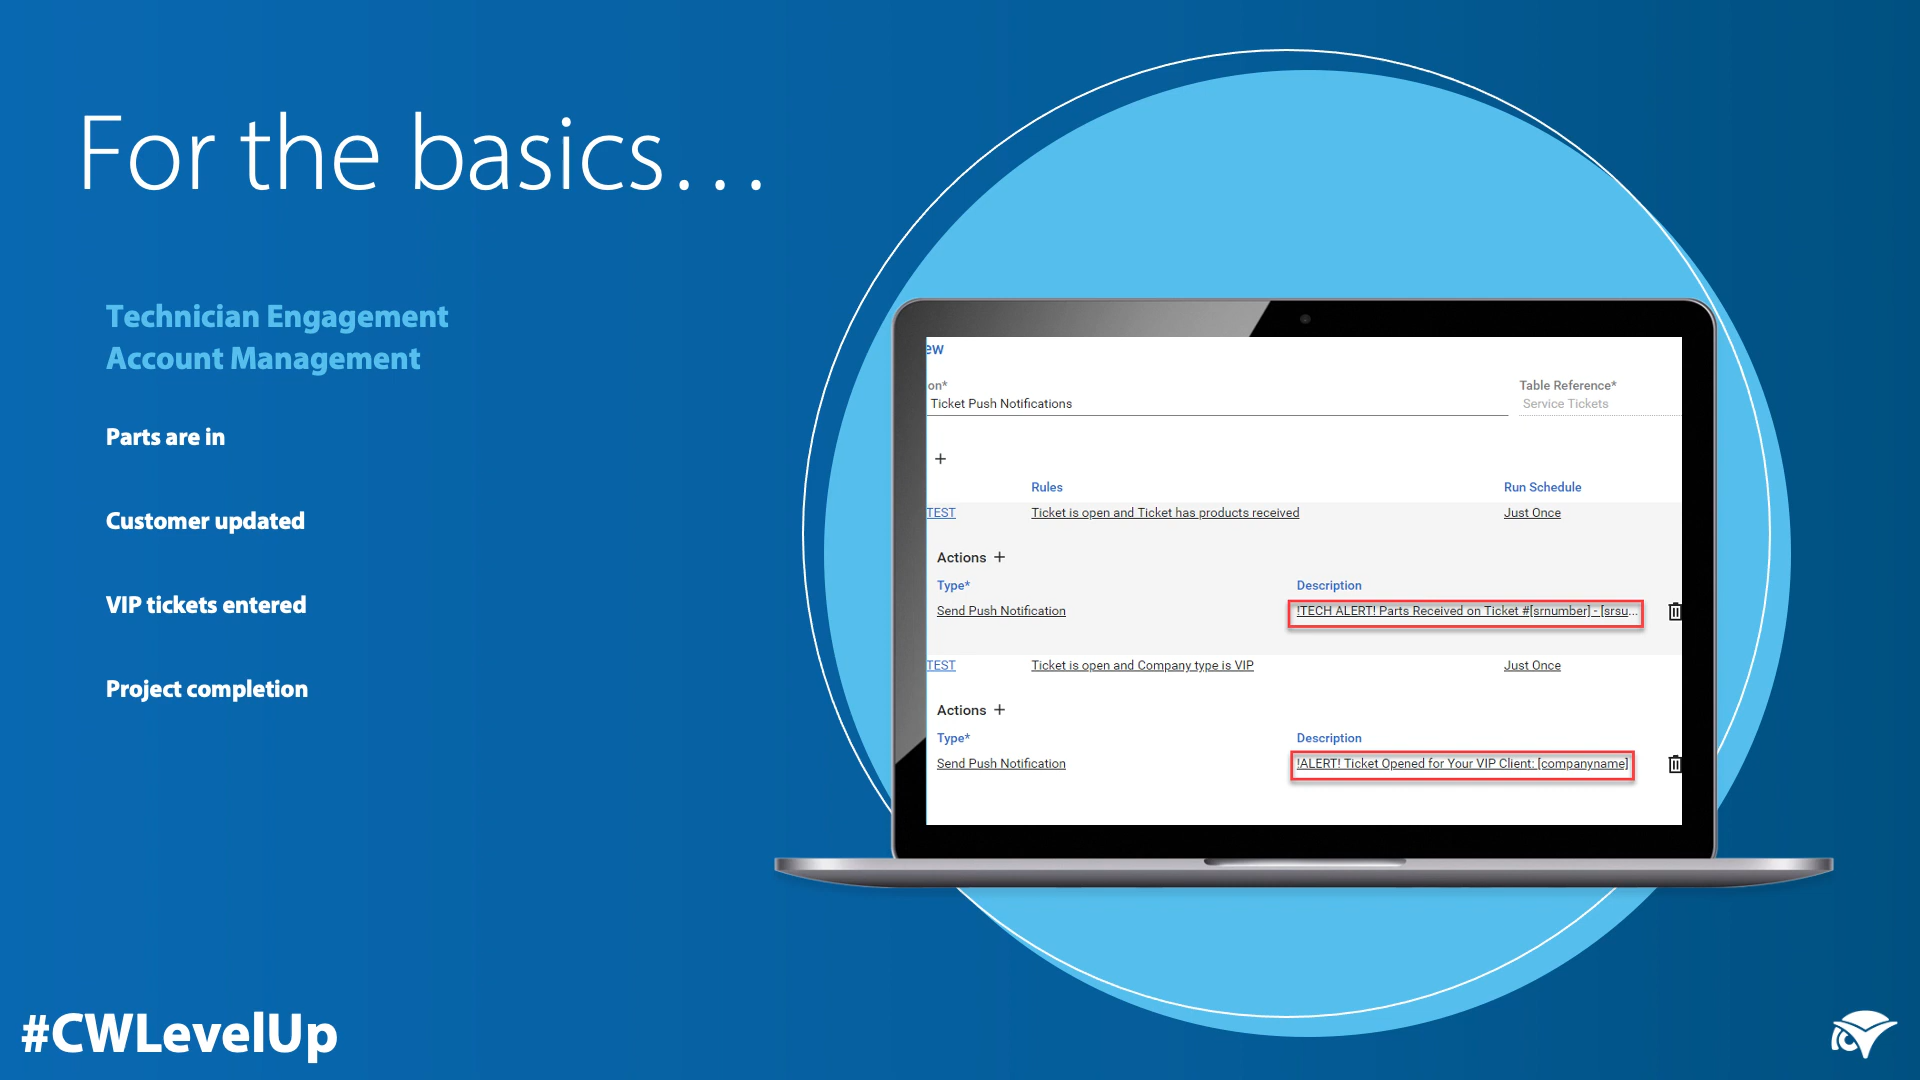 For the basics…
Technician Engagement
Account Management
Parts are in
Customer updated
VIP tickets entered
Project completion
ew
on*
Table Reference*
Ticket Push Notifications
Service Tickets
+
Rules
Run Schedule
TEST
Ticket is open and Ticket has products received
Just Once
Actions +
Type*
Description
Send Push Notification
!TECH ALERT! Parts Received on Ticket #[srnumber] - [srsu...
TEST
Ticket is open and Company type is VIP
Just Once
Actions +
Type*
Description
Send Push Notification
!ALERT! Ticket Opened for Your VIP Client: [companyname]
#CWLevelUp